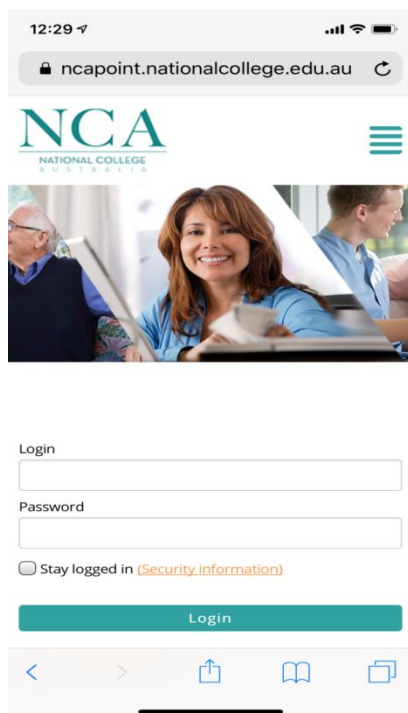 12:29
ncapoint.nationalcollege.edu.au
NCA
NATIONAL COLLEGE
AUSTRALIA
Login
Password
Stay logged in (Security information)
Login